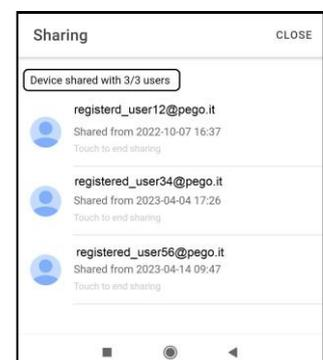 Sharing
CLOSE
Device shared with 3/3 users
registerd_user12@pego.it
Shared from 2022-10-07 16:37
Touch to end sharing
registered_user34@pego.it
Shared from 2023-04-04 17:26
Touch to end sharing
registered_user56@pego.it
Shared from 2023-04-14 09:47
Touch to end sharing